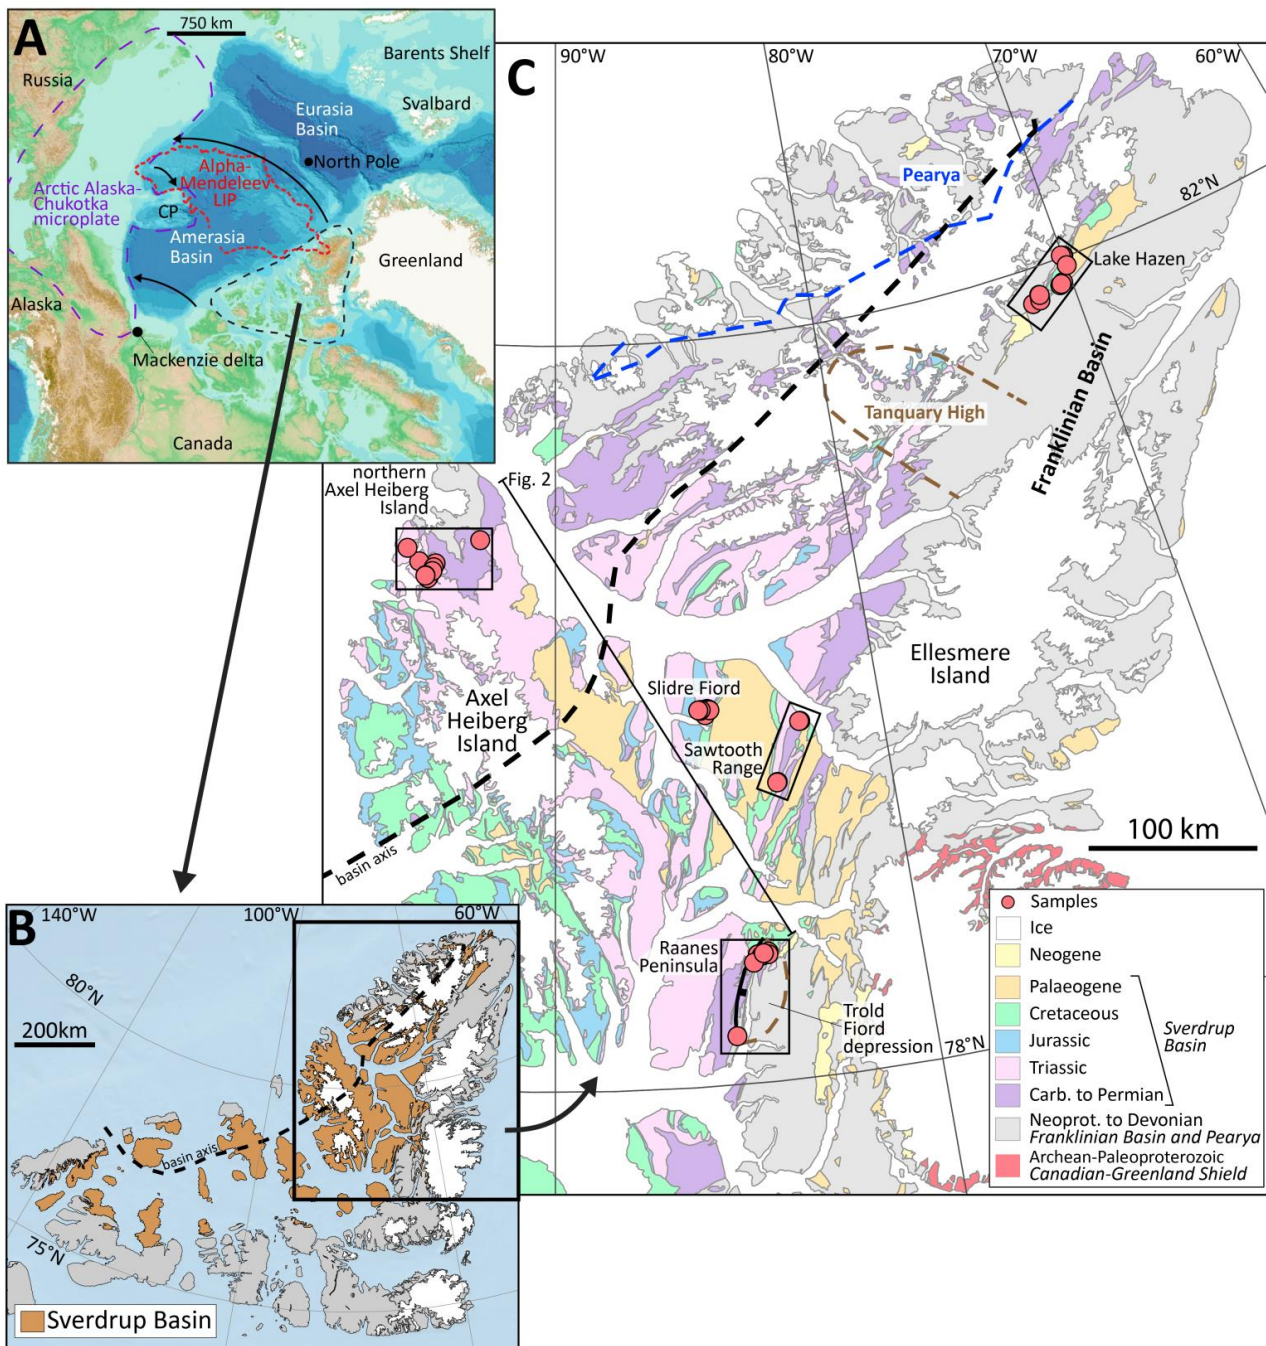 A
750 km
Russia
Barents Shelf
Svalbard
Eurasia
Basin
North Pole
Alpha-
Mendeleev
LIP
Arctic Alaska-
Chukotka
microplate
CP
Amerasia
Basin
Greenland
Alaska
Mackenzie delta
Canada
C
90°W
80°W
70°W
60°W
82°N
Pearya
Lake Hazen
Tanquary High
Franklinian Basin
northern
Axel Heiberg
Island
Fig. 2
Ellesmere
Island
Slidre Fiord
Axel
Heiberg
Island
Sawtooth
Range
100 km
basin axis
Raanes
Peninsula
Trold
Fiord
depression
78°N
Samples
Ice
Neogene
Palaeogene
Cretaceous
Jurassic
Triassic
Carb. to Permian
Sverdrup
Basin
Neoprot. to Devonian
Franklinian Basin and Pearya
Archean-Paleoproterozoic
Canadian-Greenland Shield
B
140°W
100°W
60°W
80°N
200km
basin axis
75°N
Sverdrup Basin